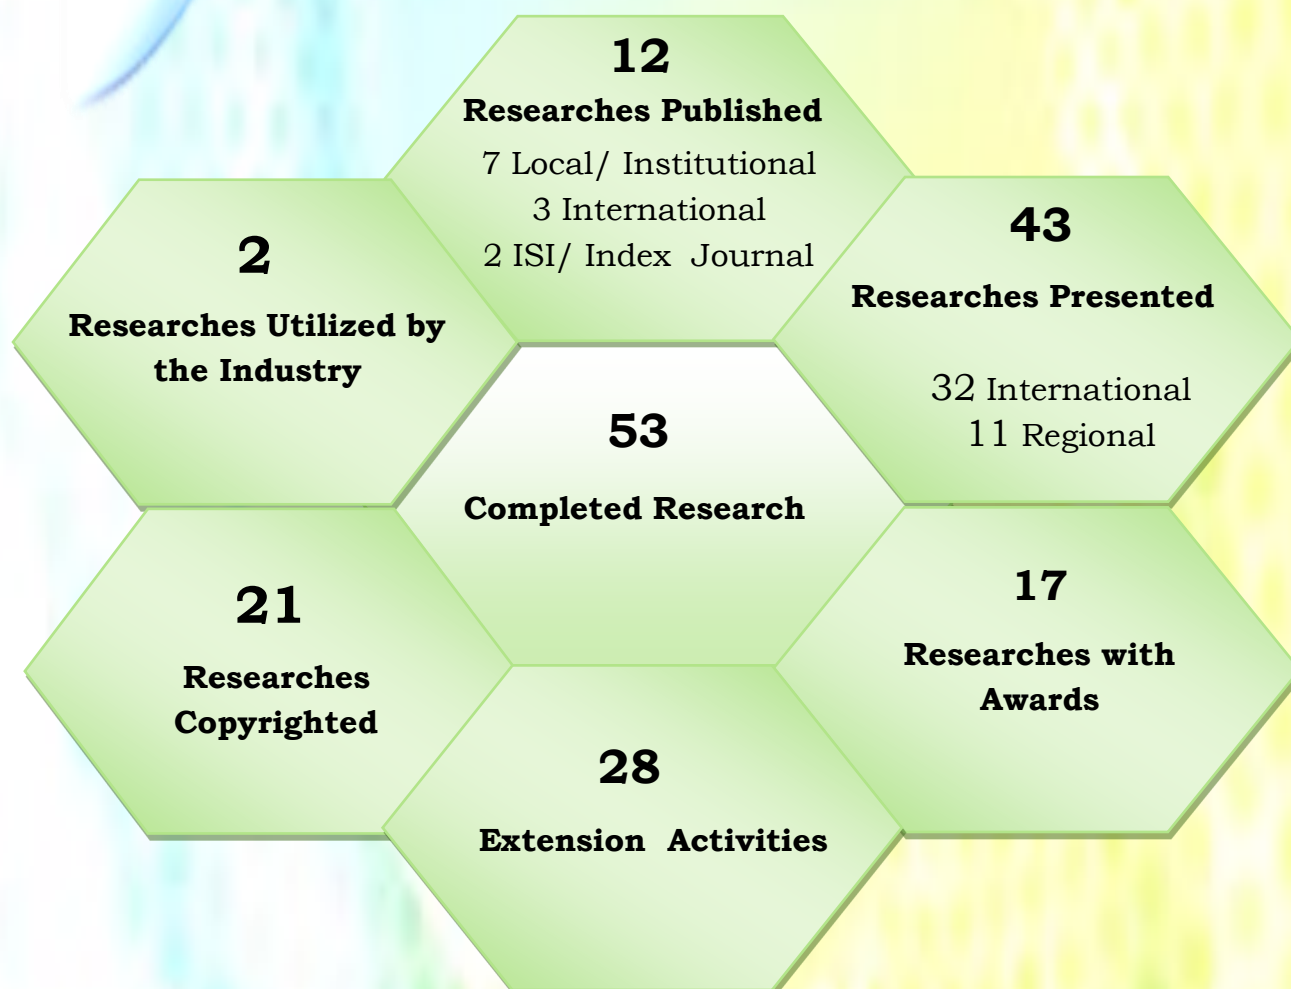 12
Researches Published
7 Local/ Institutional
3 International
2 ISI/ Index Journal
43
Researches Presented
32 International
11 Regional
2
Researches Utilized by
the Industry
53
Completed Research
21
Researches
Copyrighted
17
Researches with
Awards
28
Extension Activities